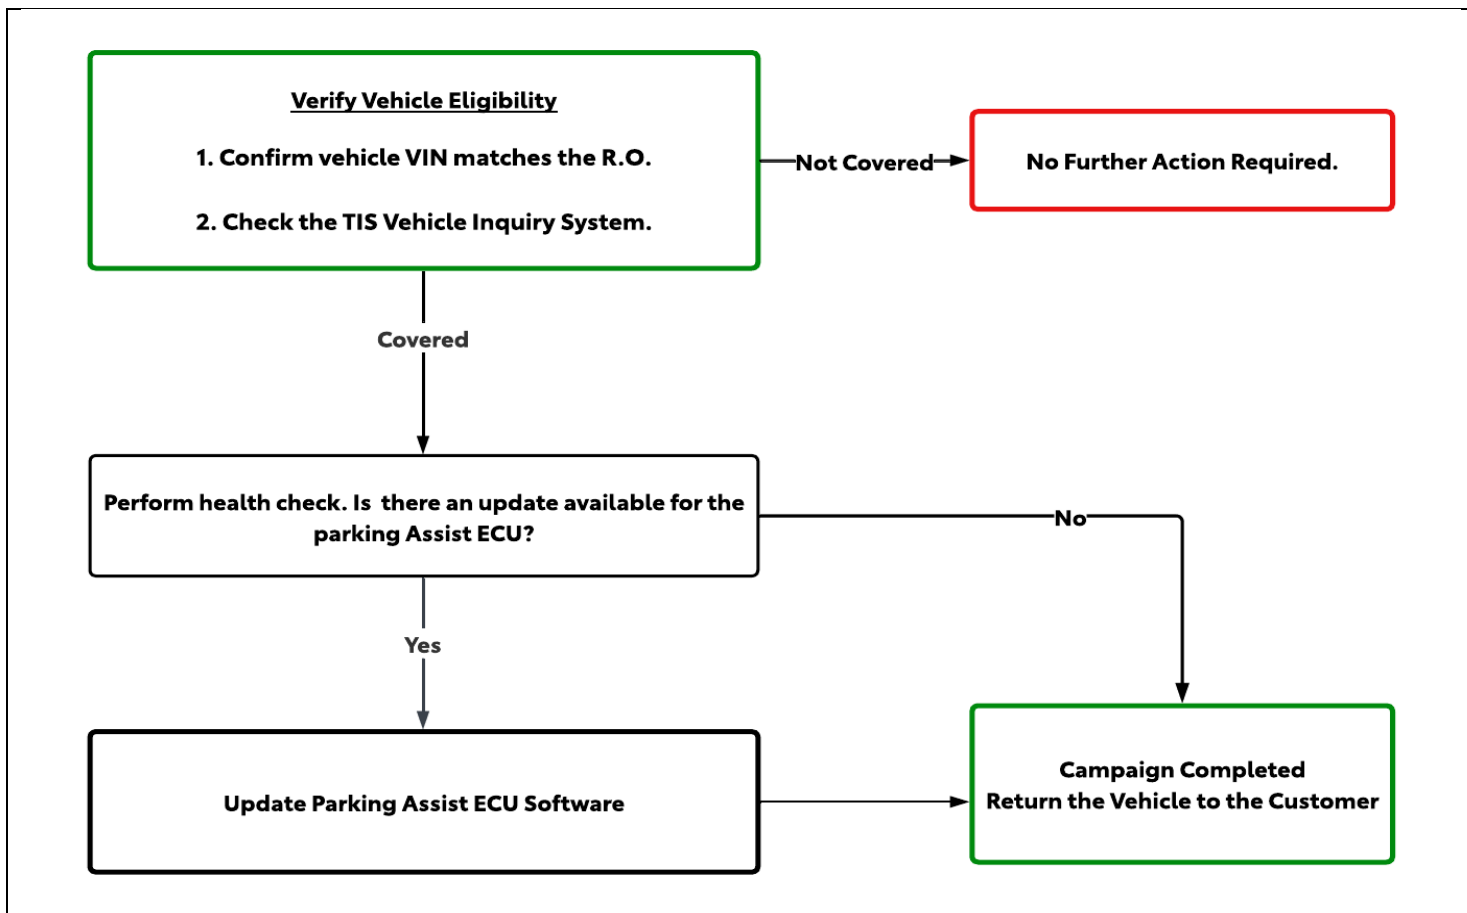 Verify Vehicle Eligibility
1. Confirm vehicle VIN matches the R.O.
2. Check the TIS Vehicle Inquiry System.
Not Covered
No Further Action Required.
Covered
Perform health check. Is  there an update available for the
parking Assist ECU?
No
Yes
Update Parking Assist ECU Software
Campaign Completed
Return the Vehicle to the Customer